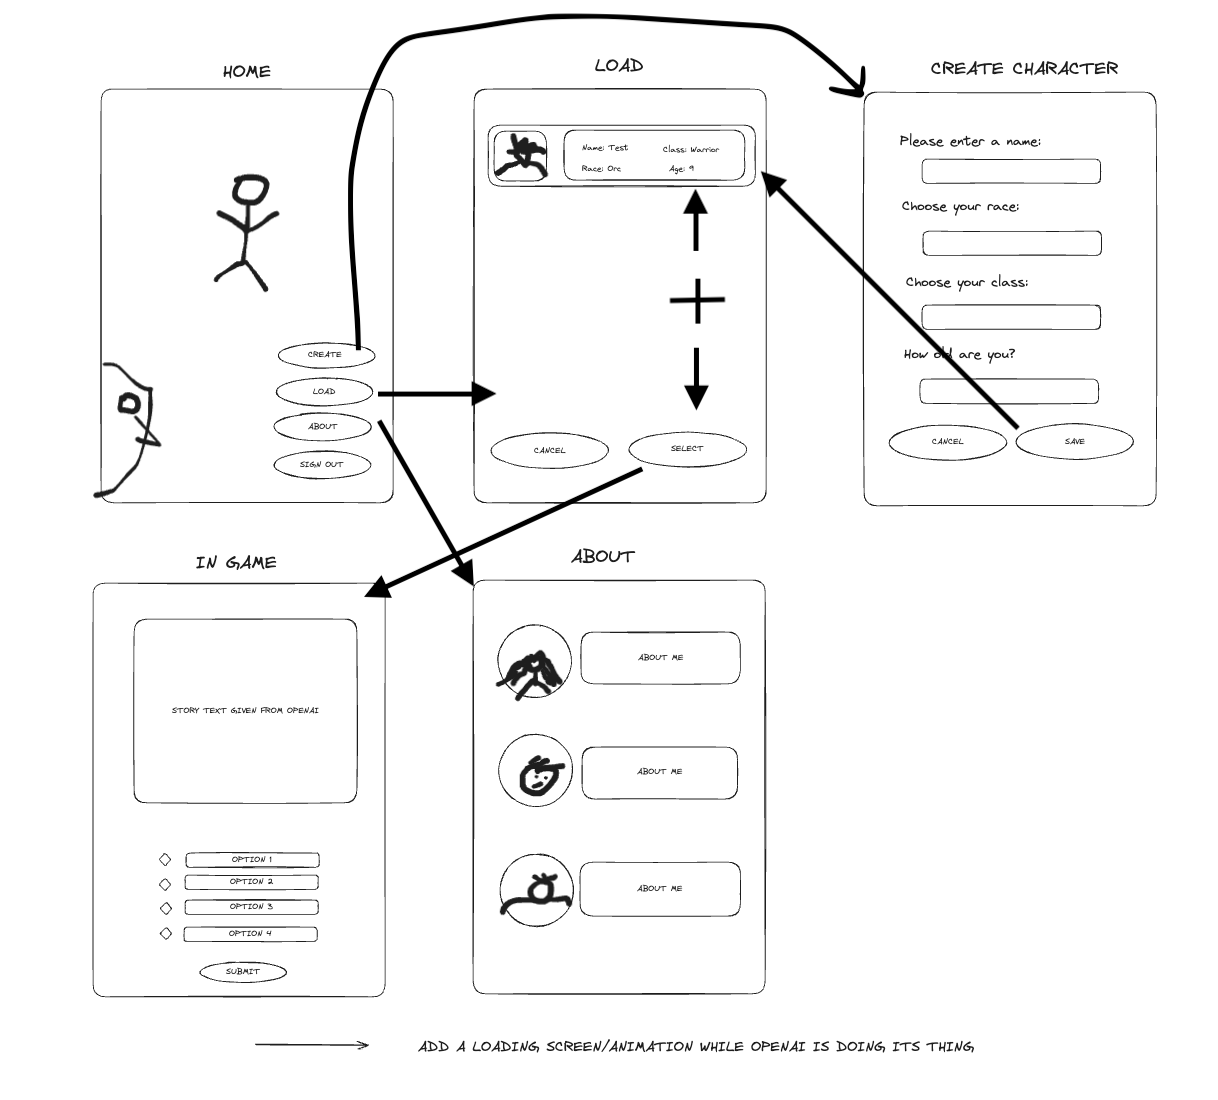 HOME
CREATE
LOAD
ABOUT
SIGN OUT
LOAD
Name: Test
Class: Warrior
Race: Orc
Age: 9
CANCEL
SELECT
CREATE CHARACTER
Please enter a name:
Choose your race:
Choose your class:
How old are you?
CANCEL
SAVE
IN GAME
STORY TEXT GIVEN FROM OPENAI
OPTION 1
OPTION 2
OPTION 3
OPTION 4
SUBMIT
ABOUT
ABOUT ME
ABOUT ME
ABOUT ME
ADD A LOADING SCREEN/ANIMATION WHILE OPENAI IS DOING ITS THING